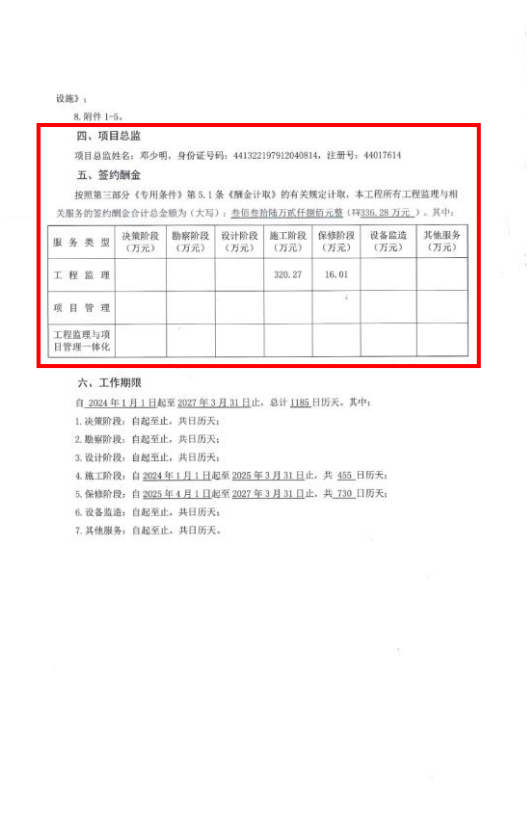 设施》；
8. 附件 1-5。
四、项目总监
项目总监姓名：邓少明，身份证号码：441322197912040814，注册号：44017614
五、签约酬金
按照第三部分《专用条件》第 5.1 条《酬金计取》的有关规定计取，本工程所有工程监理与相
关服务的签约酬金合计总金额为（大写）：叁佰叁拾陆万贰仟捌佰元整（¥336.28 万元 ）。其中：
服 务 类 型 决策阶段（万元） 勘察阶段（万元） 设计阶段（万元） 施工阶段（万元） 保修阶段（万元） 设备监造（万元） 其他服务（万元）
工 程 监 理 320.27 16.01
项 目 管 理
工程监理与项
目管理一体化
六、工作期限
自 2024 年 1 月 1 日起至 2027 年 3 月 31 日止，总计 1185 日历天。其中：
1. 决策阶段：自起至止，共日历天；
2. 勘察阶段：自起至止，共日历天；
3. 设计阶段：自起至止，共日历天；
4. 施工阶段：自 2024 年 1 月 1 日起至 2025 年 3 月 31 日止，共 455 日历天；
5. 保修阶段：自 2025 年 4 月 1 日起至 2027 年 3 月 31 日止，共 730 日历天；
6. 设备监造：自起至止，共日历天；
7. 其他服务：自起至止，共日历天。